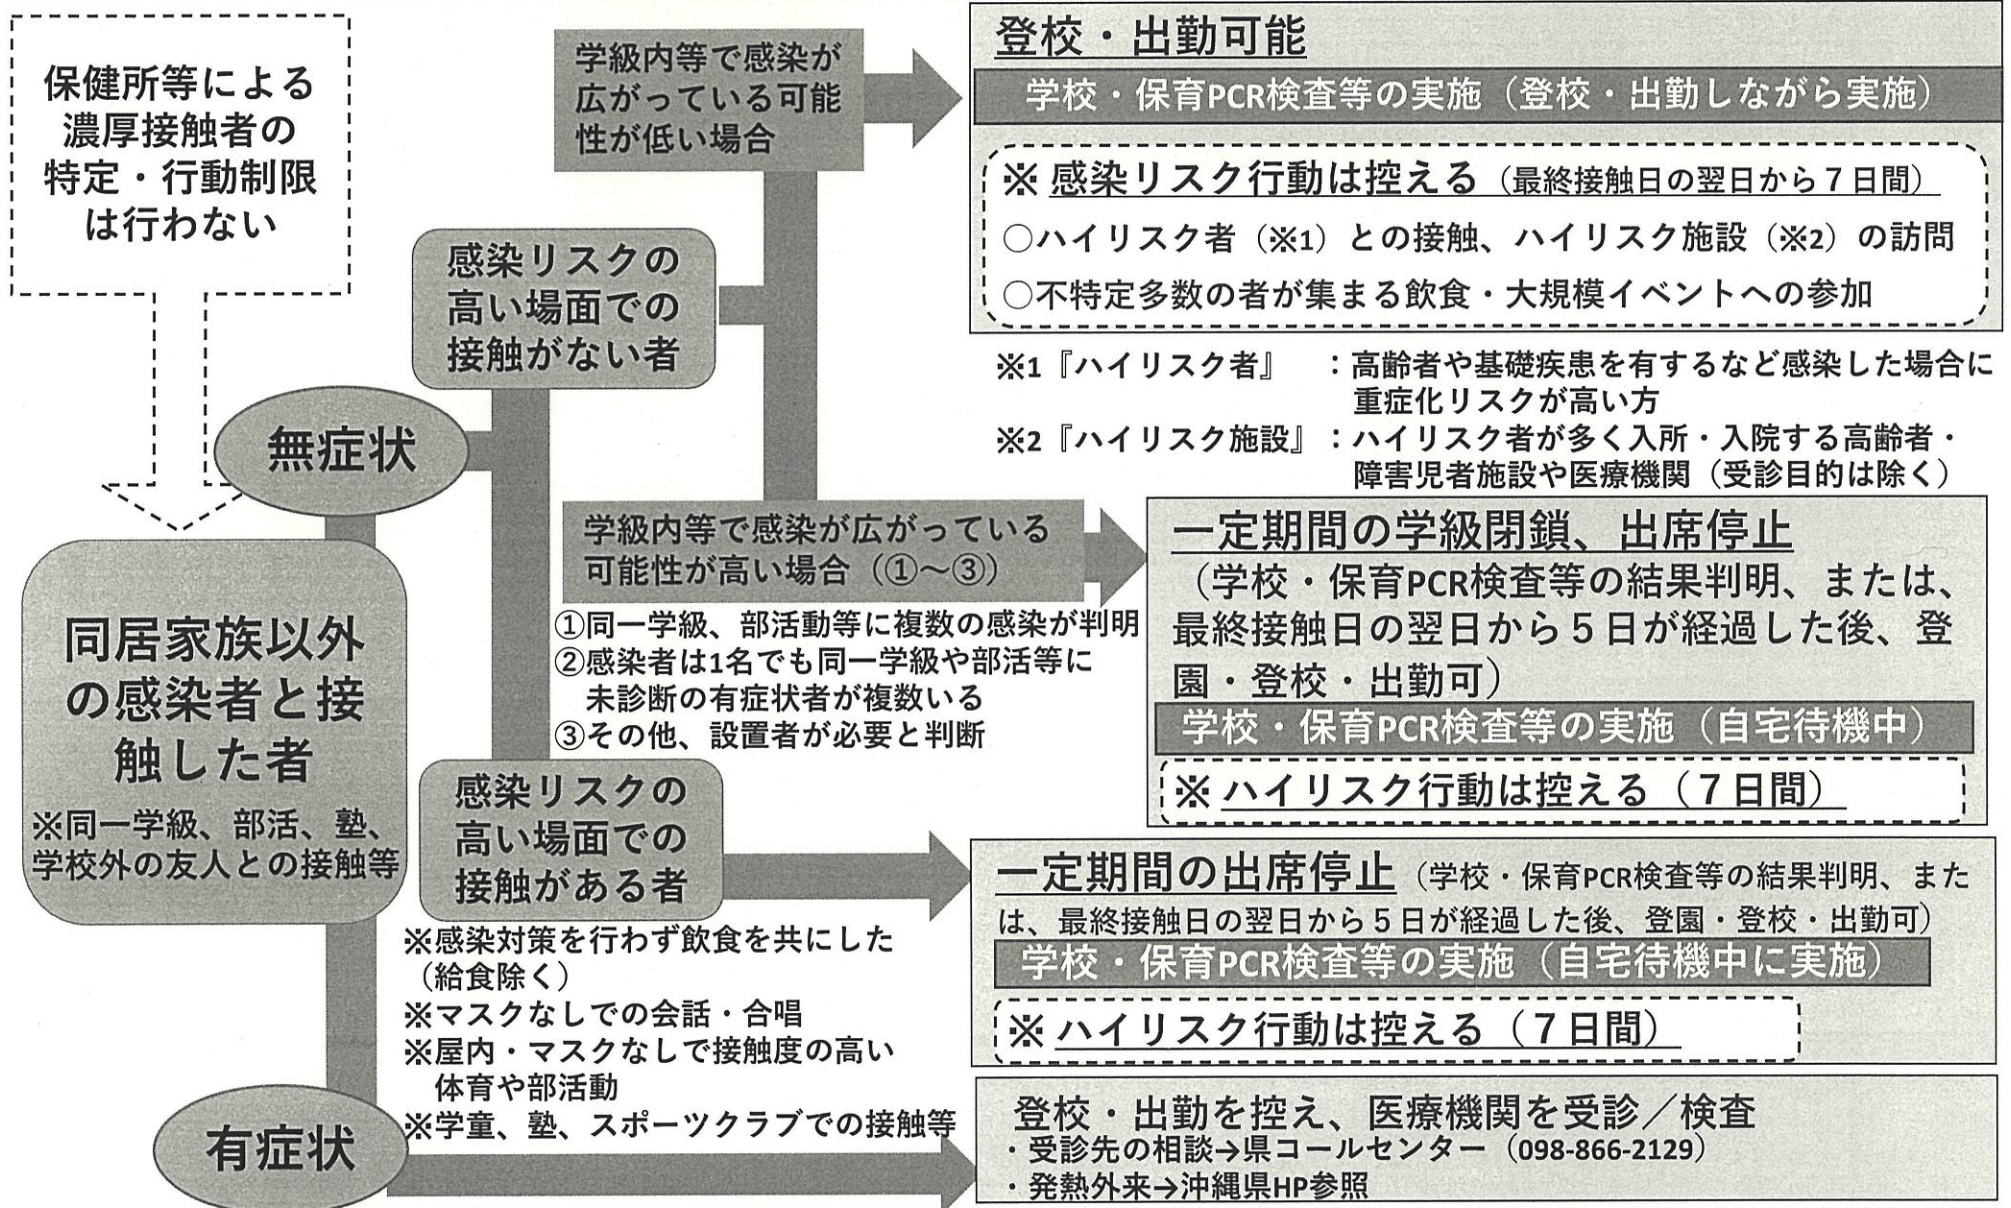 保健所等による
濃厚接触者の
特定・行動制限
は行わない
同居家族以外
の感染者と接
触した者
※同一学級、部活、塾、
学校外の友人との接触等
無症状
有症状
感染リスクの
高い場面での
接触がない者
学級内等で感染が
広がっている可能
性が低い場合
登校・出勤可能
学校・保育PCR検査等の実施（登校・出勤しながら実施）
※ 感染リスク行動は控える（最終接触日の翌日から７日間）
○ハイリスク者（※1）との接触、ハイリスク施設（※2）の訪問
○不特定多数の者が集まる飲食・大規模イベントへの参加
※1『ハイリスク者』　：高齢者や基礎疾患を有するなど感染した場合に
重症化リスクが高い方
※2『ハイリスク施設』：ハイリスク者が多く入所・入院する高齢者・
障害児者施設や医療機関（受診目的は除く）
学級内等で感染が広がっている
可能性が高い場合（①～③）
①同一学級、部活動等に複数の感染が判明
②感染者は1名でも同一学級や部活等に
未診断の有症状者が複数いる
③その他、設置者が必要と判断
一定期間の学級閉鎖、出席停止
（学校・保育PCR検査等の結果判明、または、
最終接触日の翌日から５日が経過した後、登
園・登校・出勤可）
学校・保育PCR検査等の実施（自宅待機中）
※ ハイリスク行動は控える（７日間）
感染リスクの
高い場面での
接触がある者
※感染対策を行わず飲食を共にした
（給食除く）
※マスクなしでの会話・合唱
※屋内・マスクなしで接触度の高い
体育や部活動
※学童、塾、スポーツクラブでの接触等
一定期間の出席停止（学校・保育PCR検査等の結果判明、また
は、最終接触日の翌日から５日が経過した後、登園・登校・出勤可）
学校・保育PCR検査等の実施（自宅待機中に実施）
※ ハイリスク行動は控える（７日間）
登校・出勤を控え、医療機関を受診／検査
・受診先の相談→県コールセンター（098-866-2129）
・発熱外来→沖縄県HP参照